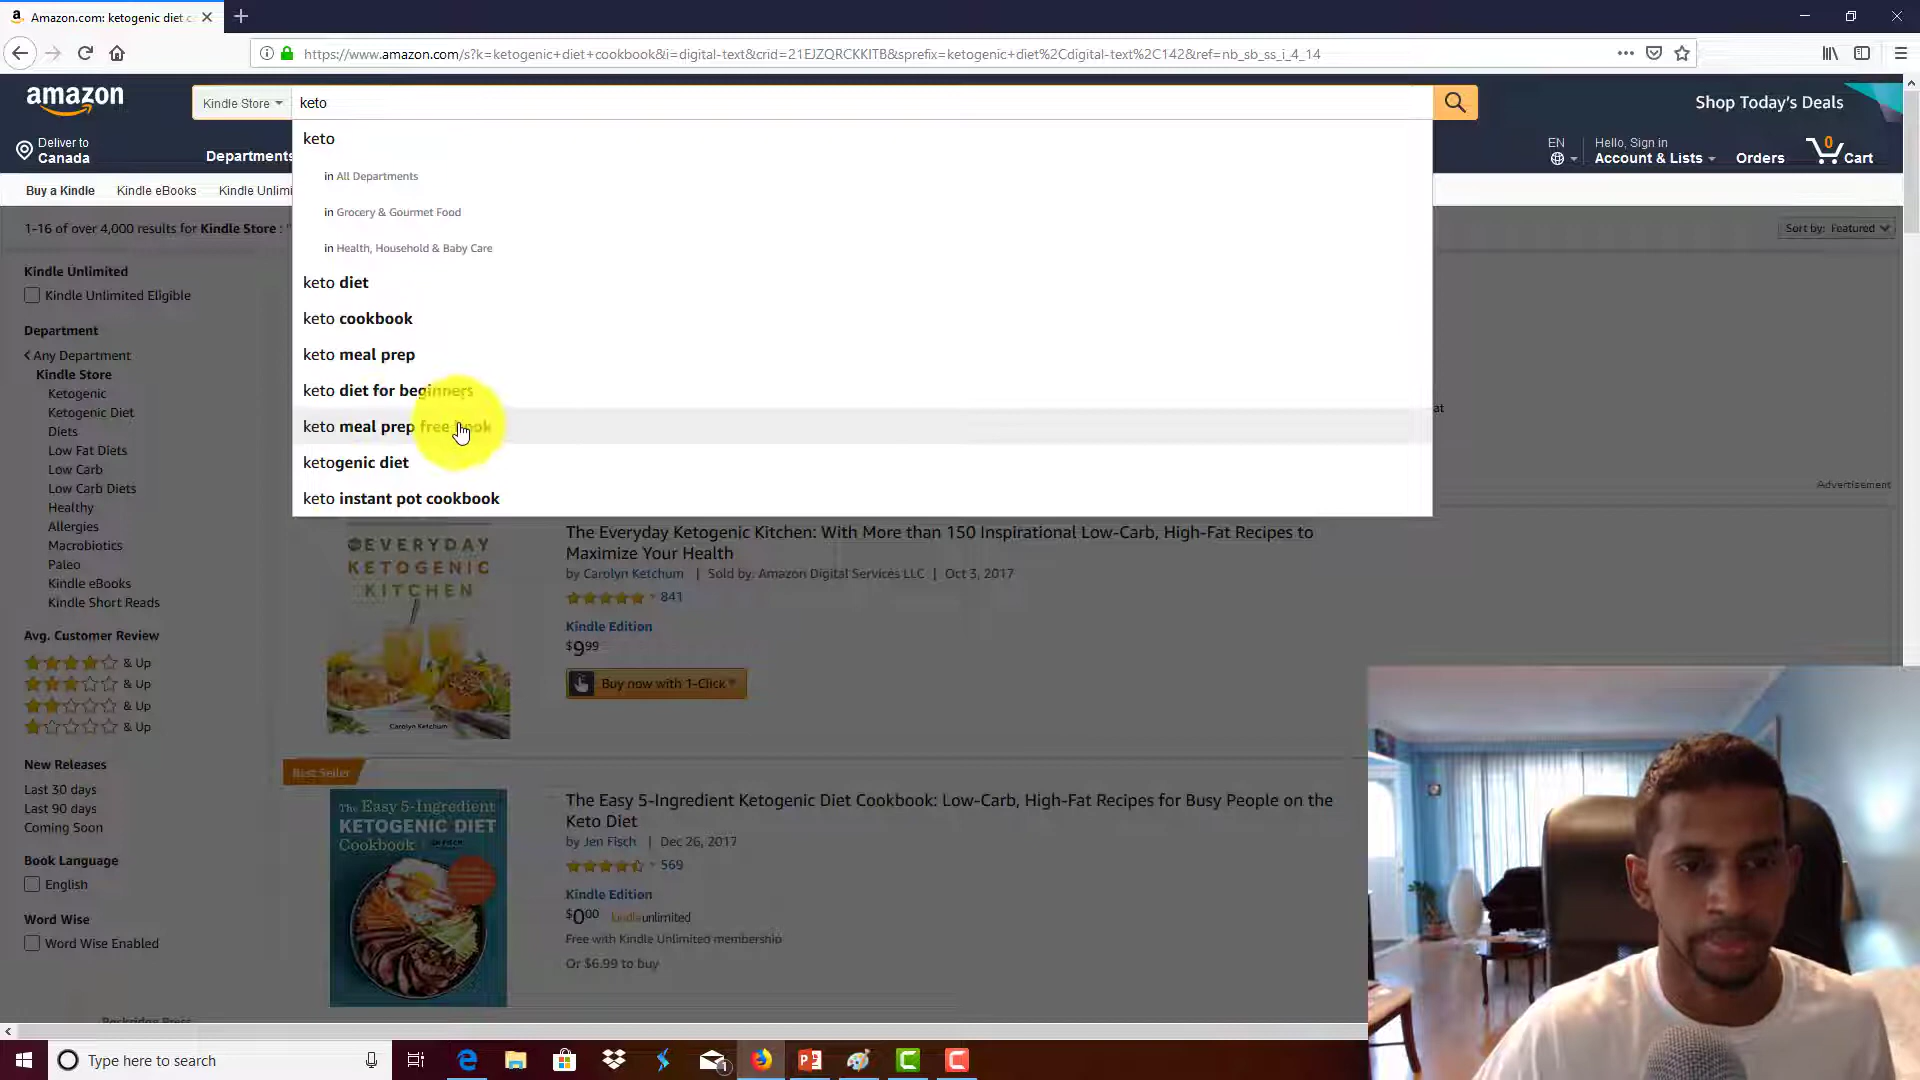 Amazon.com: ketogenic diet c
https://www.amazon.com/s?k=ketogenic+diet+cookbook&i=digital-text&crid=21EJZQRCKKITB&sprefix=ketogenic+diet%2Cdigital-text%2C142&ref=nb_sb_ss_i_4_14
amazon
Kindle Store
keto
Shop Today's Deals
Deliver to
Canada
Departments
EN
Hello, Sign in
Account & Lists
Orders
0
Cart
Buy a Kindle
Kindle eBooks
Kindle Unlimi
keto
in All Departments
in Grocery & Gourmet Food
in Health, Household & Baby Care
keto diet
keto cookbook
keto meal prep
keto diet for beginners
keto meal prep free book
ketogenic diet
keto instant pot cookbook
1-16 of over 4,000 results for Kindle Store : "
Sort by: Featured
Kindle Unlimited
Kindle Unlimited Eligible
Department
Any Department
Kindle Store
Ketogenic
Ketogenic Diet
Diets
Low Fat Diets
Low Carb
Low Carb Diets
Healthy
Allergies
Macrobiotics
Paleo
Kindle eBooks
Kindle Short Reads
Avg. Customer Review
& Up
& Up
& Up
& Up
New Releases
Last 30 days
Last 90 days
Coming Soon
Book Language
English
Word Wise
Word Wise Enabled
at
Advertisement
EVERYDAY
KETOGENIC
KITCHEN
Carolyn Ketchum
The Everyday Ketogenic Kitchen: With More than 150 Inspirational Low-Carb, High-Fat Recipes to
Maximize Your Health
by Carolyn Ketchum | Sold by: Amazon Digital Services LLC | Oct 3, 2017
841
Kindle Edition
$9.99
Buy now with 1-Click
Best Seller
The Easy 5-Ingredient
KETOGENIC DIET
Cookbook
The Easy 5-Ingredient Ketogenic Diet Cookbook: Low-Carb, High-Fat Recipes for Busy People on the
Keto Diet
by Jen Fisch | Dec 26, 2017
569
Kindle Edition
$0.00 kindleunlimited
Free with Kindle Unlimited membership
Or $6.99 to buy
Rockridge Press
Type here to search
1